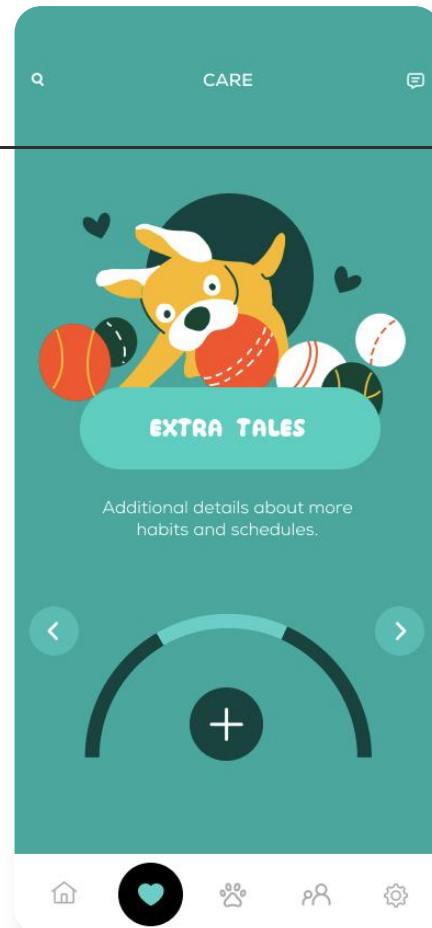 CARE
EXTRA TALES
Additional details about more
habits and schedules.